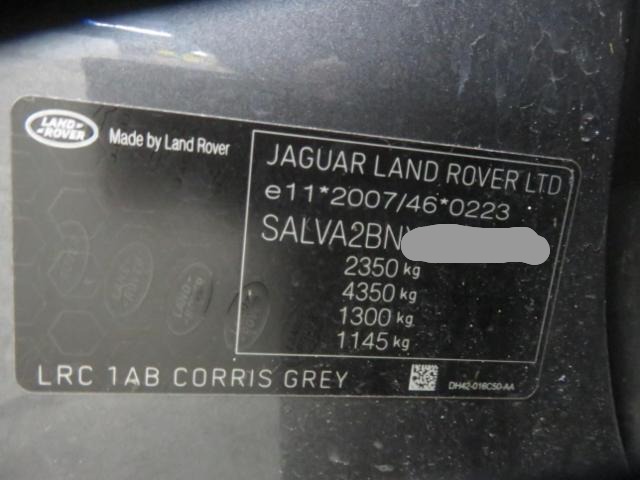 LAND
ROVER
Made by Land Rover
JAGUAR LAND ROVER LTD
e11*2007/46*0223
SALVA2BN
2350 kg
4350 kg
1300 kg
1145 kg
LRC 1AB CORRIS GREY
DH42-016C50-AA